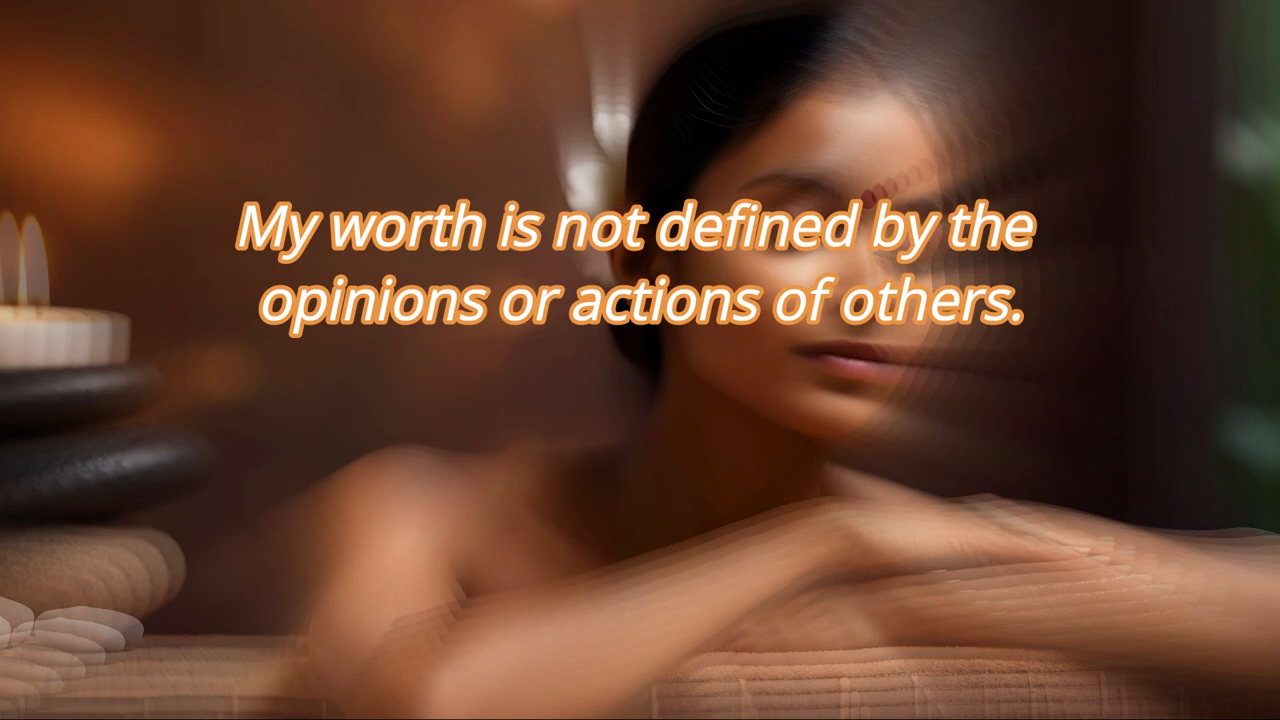 My worth is not defined by the
opinions or actions of others.